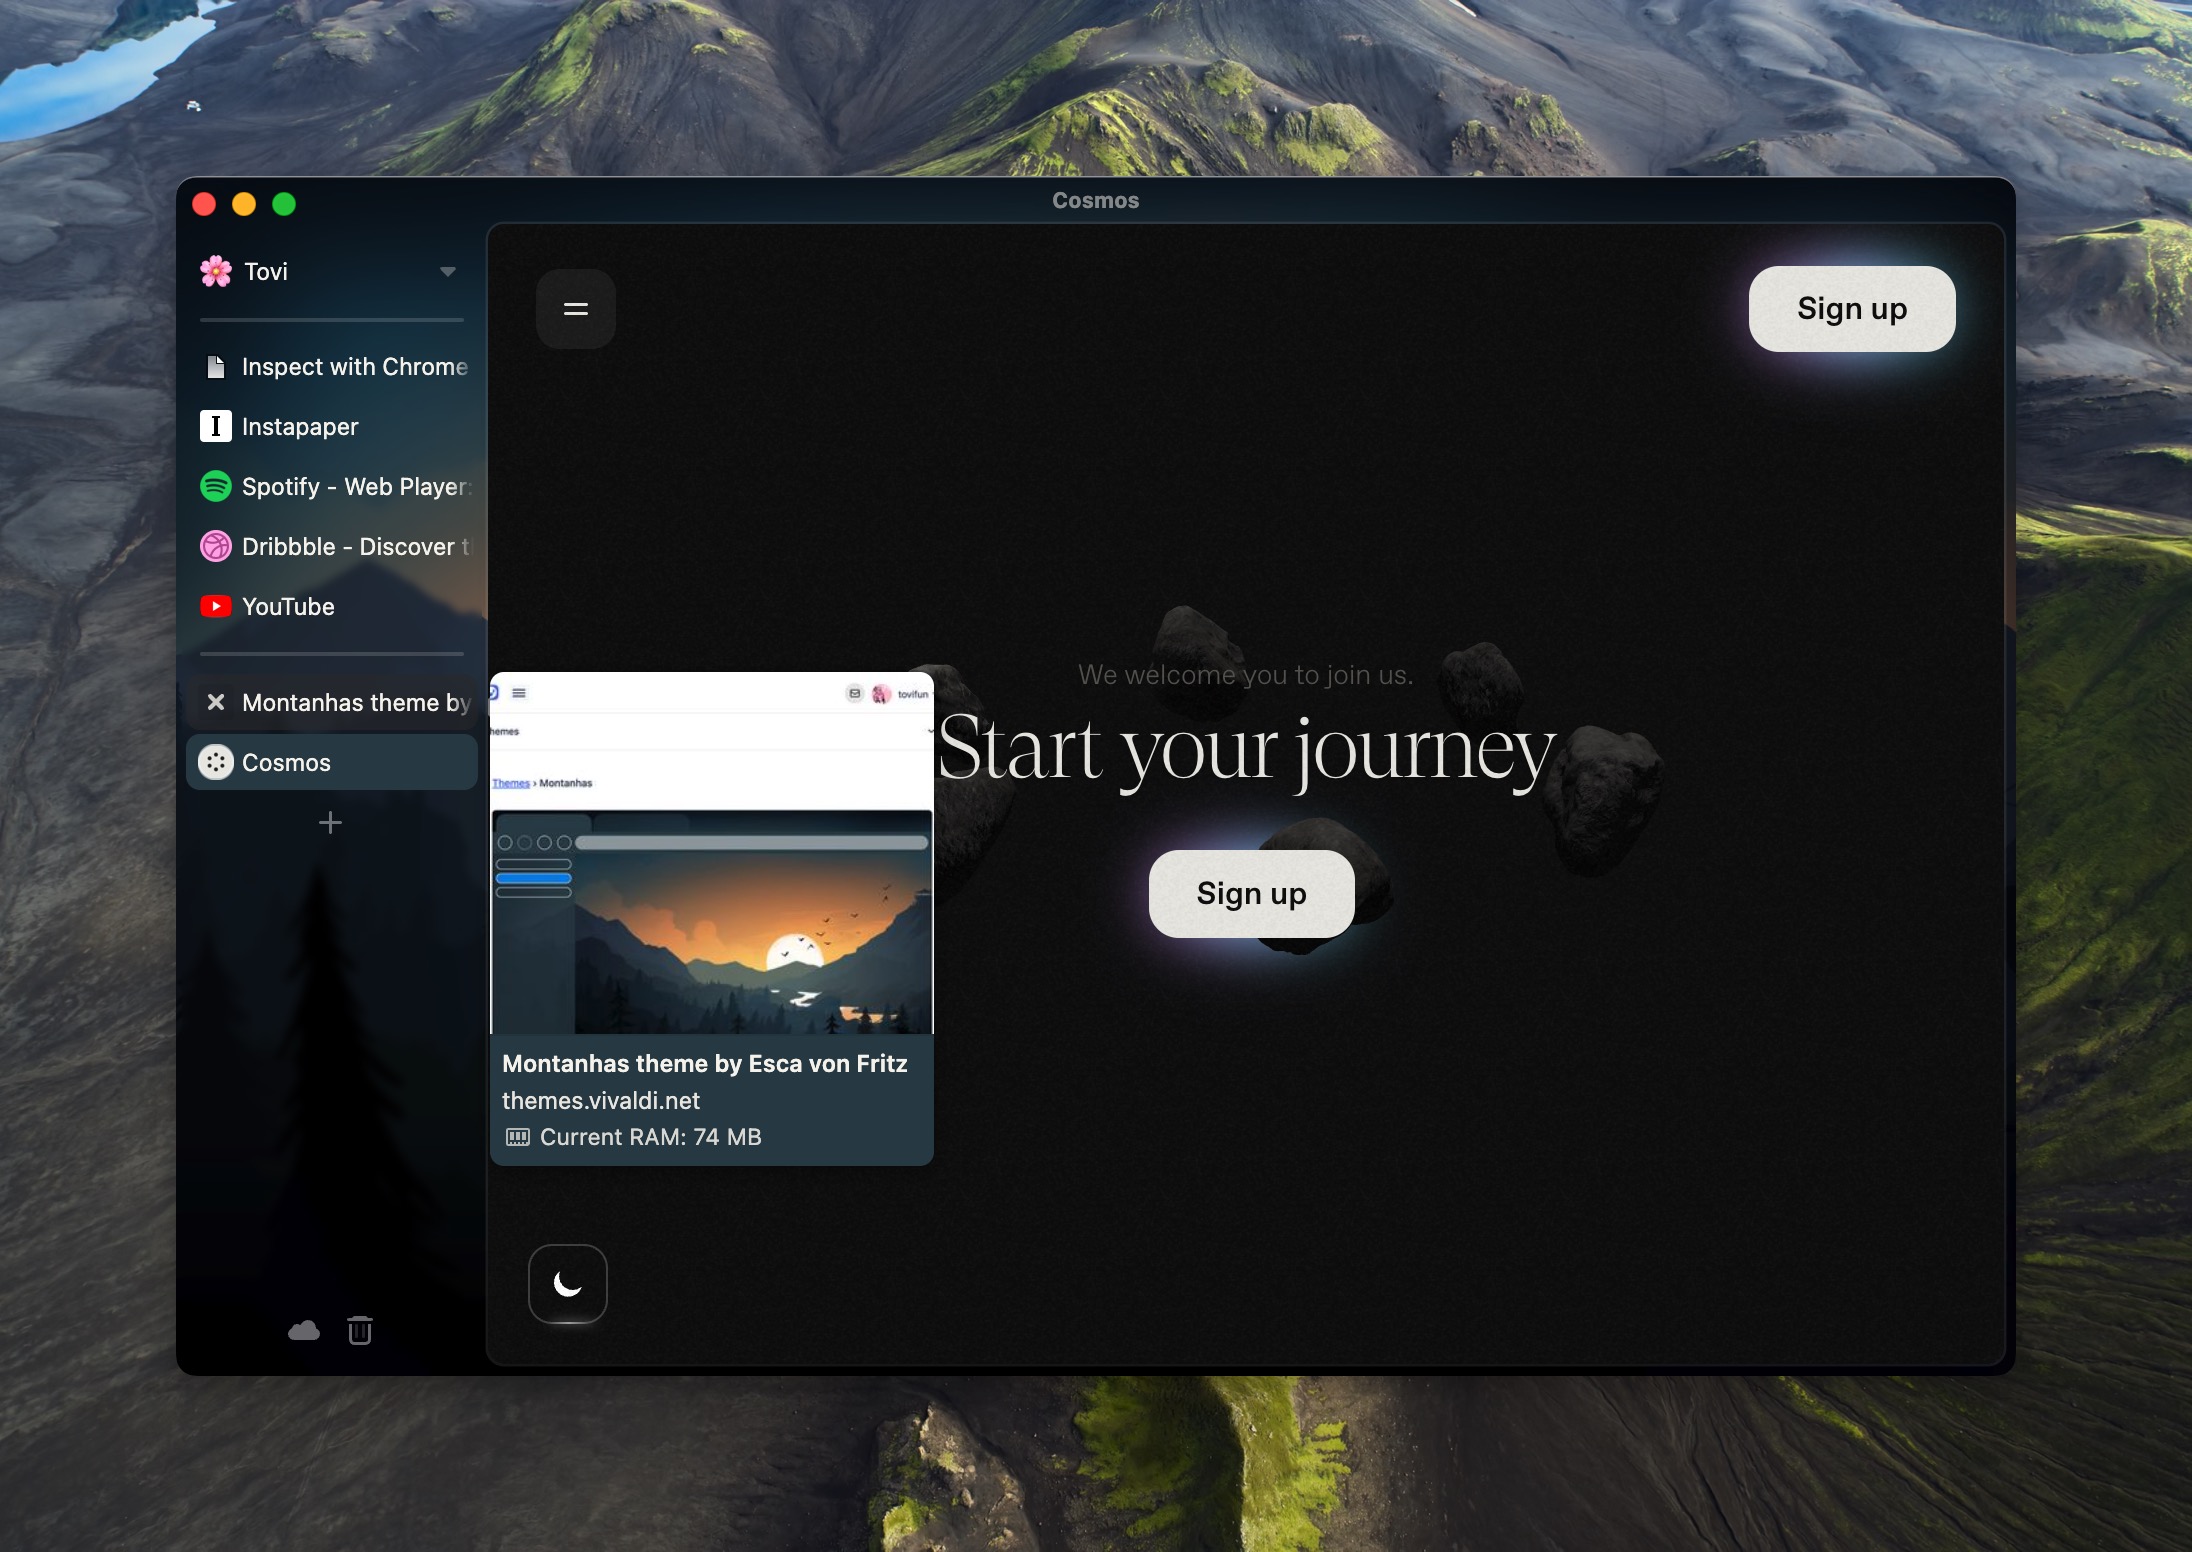 Cosmos
Tovi
Inspect with Chrome
Instapaper
Spotify - Web Player:
Dribbble - Discover t
YouTube
Montanhas theme by
Cosmos
Sign up
We welcome you to join us.
Start your journey
Sign up
tovifun
hemes
Themes › Montanhas
Montanhas theme by Esca von Fritz
themes.vivaldi.net
Current RAM: 74 MB